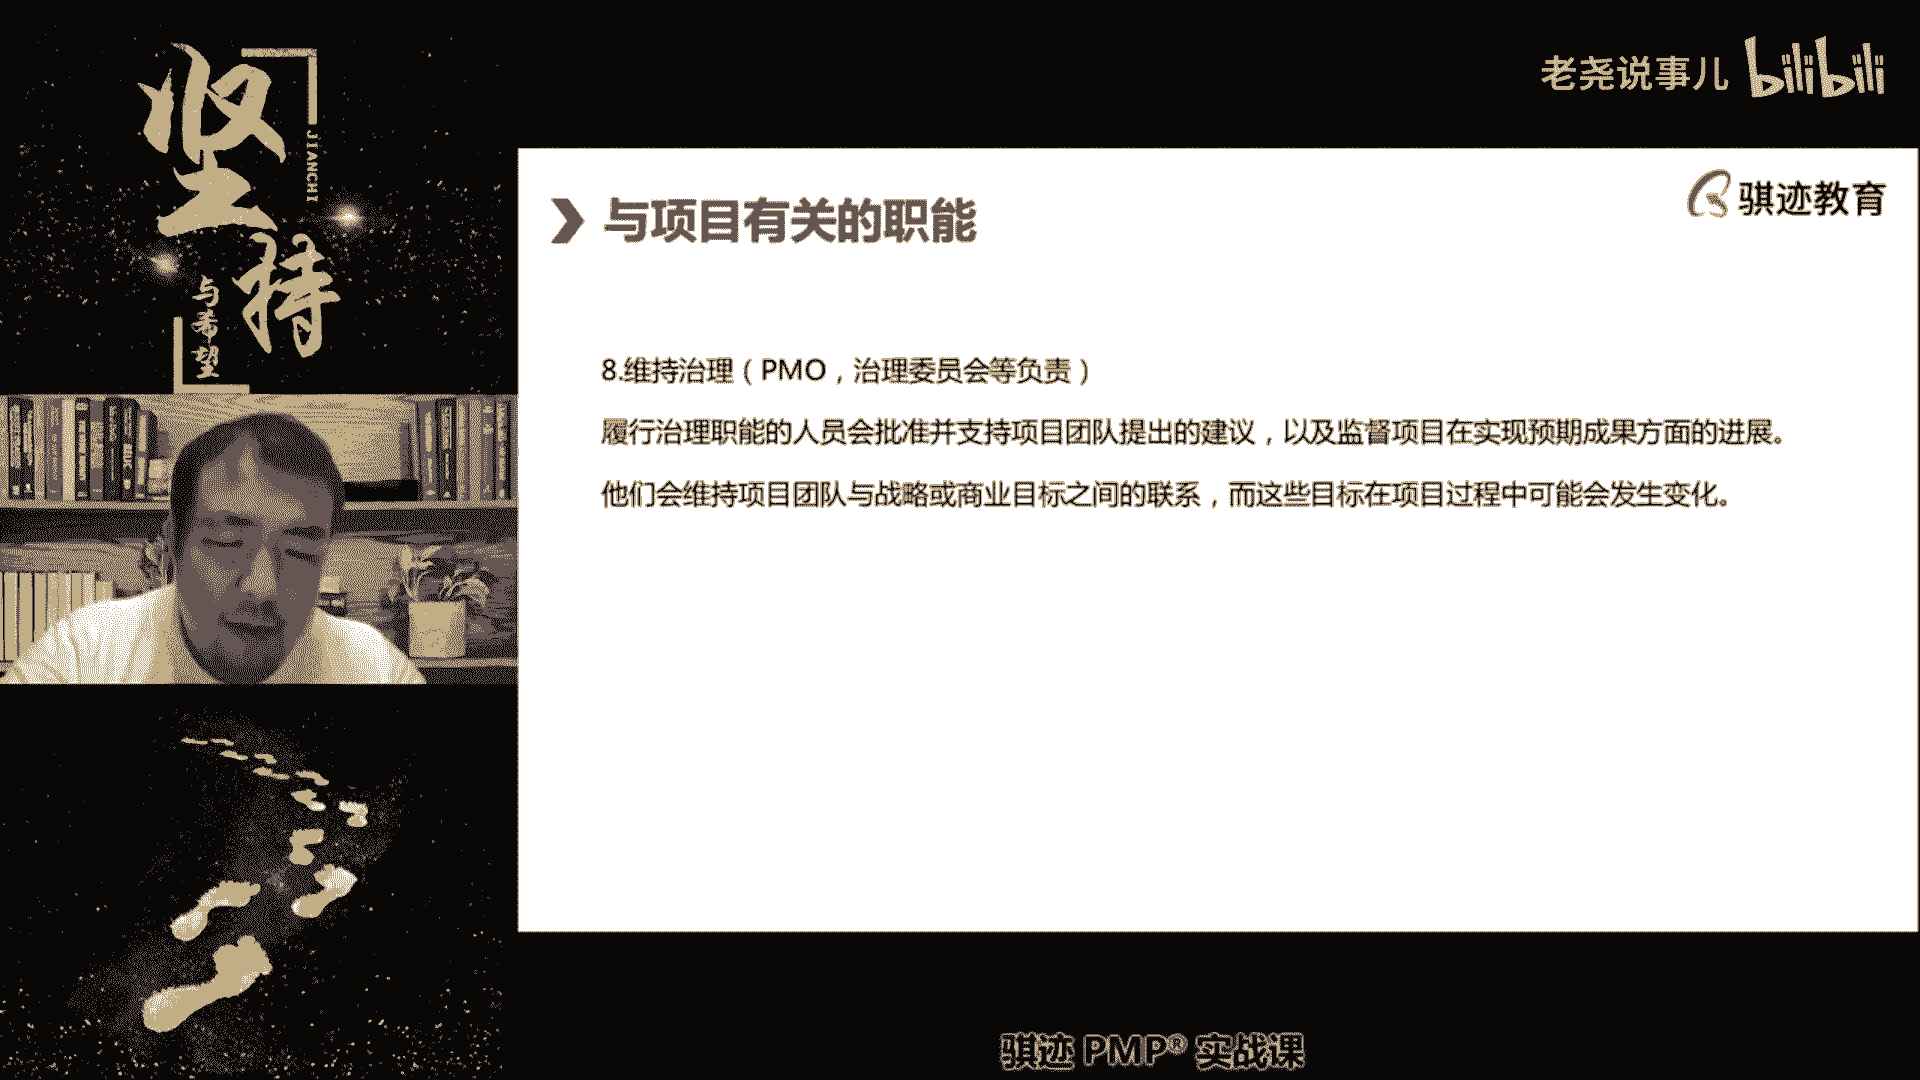 坚持
JIANCHI
与希望
老尧说事儿 bilibili
骐迹教育
与项目有关的职能
8.维持治理（PMO，治理委员会等负责）
履行治理职能的人员会批准并支持项目团队提出的建议，以及监督项目在实现预期成果方面的进展。
他们会维持项目团队与战略或商业目标之间的联系，而这些目标在项目过程中可能会发生变化。
骐迹 PMP® 实战课